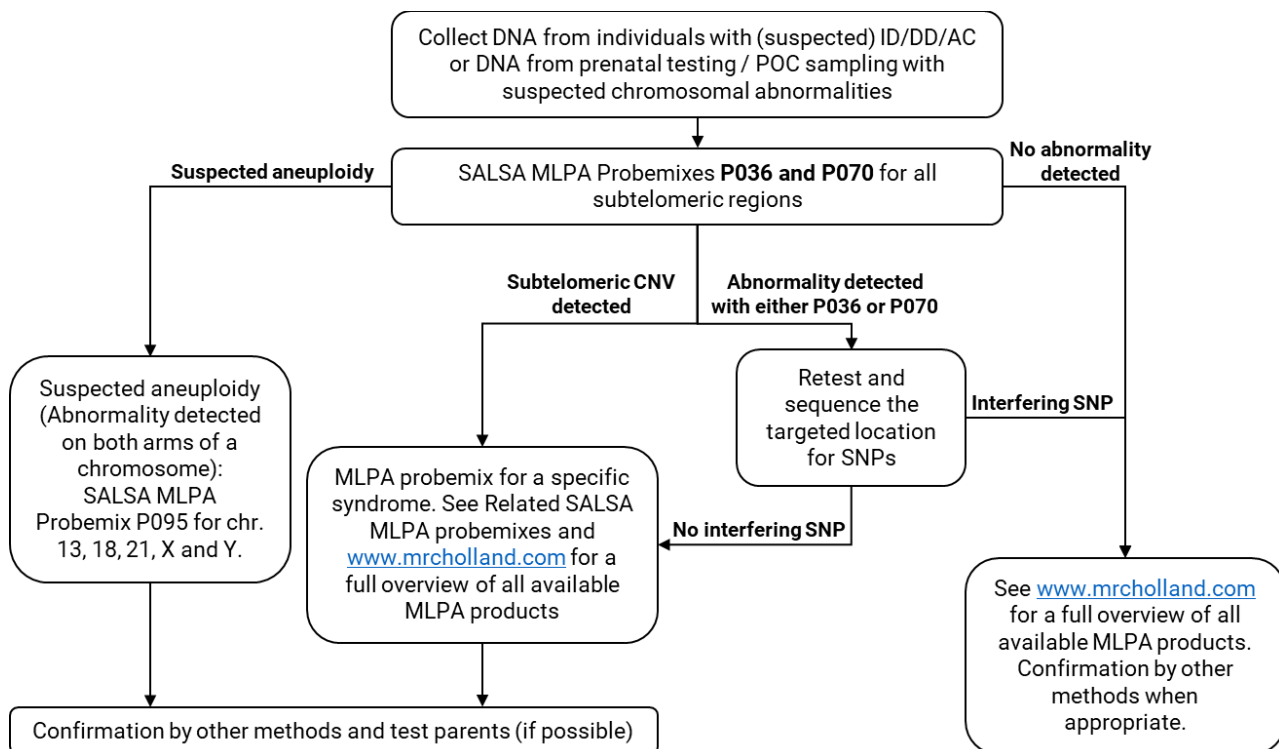 Collect DNA from individuals with (suspected) ID/DD/AC
or DNA from prenatal testing / POC sampling with
suspected chromosomal abnormalities
Suspected aneuploidy
SALSA MLPA Probemixes P036 and P070 for all
subtelomeric regions
No abnormality
detected
Subtelomeric CNV
detected
Abnormality detected
with either P036 or P070
Suspected aneuploidy
(Abnormality detected
on both arms of a
chromosome):
SALSA MLPA
Probemix P095 for chr.
13, 18, 21, X and Y.
Retest and
sequence the
targeted location
for SNPs
Interfering SNP
MLPA probemix for a specific
syndrome. See Related SALSA
MLPA probemixes and
www.mrcholland.com for a
full overview of all available
MLPA products
No interfering SNP
See www.mrcholland.com
for a full overview of all
available MLPA products.
Confirmation by other
methods when
appropriate.
Confirmation by other methods and test parents (if possible)